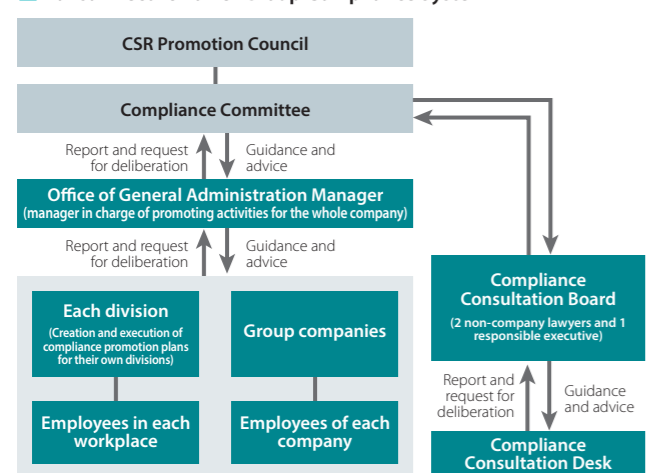 CSR Promotion Council
Compliance Committee
Report and request
for deliberation
Guidance and
advice
Office of General Administration Manager
(manager in charge of promoting activities for the whole company)
Report and request
for deliberation
Guidance and
advice
Each division
(Creation and execution of
compliance promotion plans
for their own divisions)
Group companies
Employees in each
workplace
Employees of each
company
Compliance
Consultation Board
(2 non-company lawyers and 1
responsible executive)
Report and
request for
deliberation
Guidance
and advice
Compliance
Consultation Desk